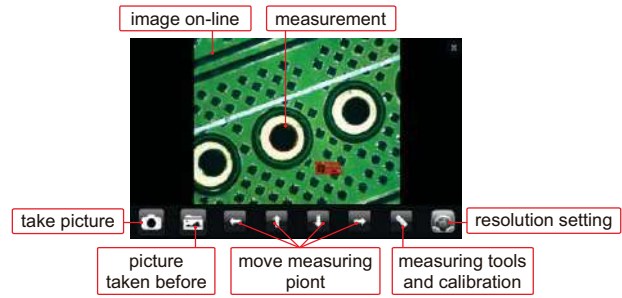 image on-line
measurement
take picture
resolution setting
picture
taken before
move measuring
piont
measuring tools
and calibration